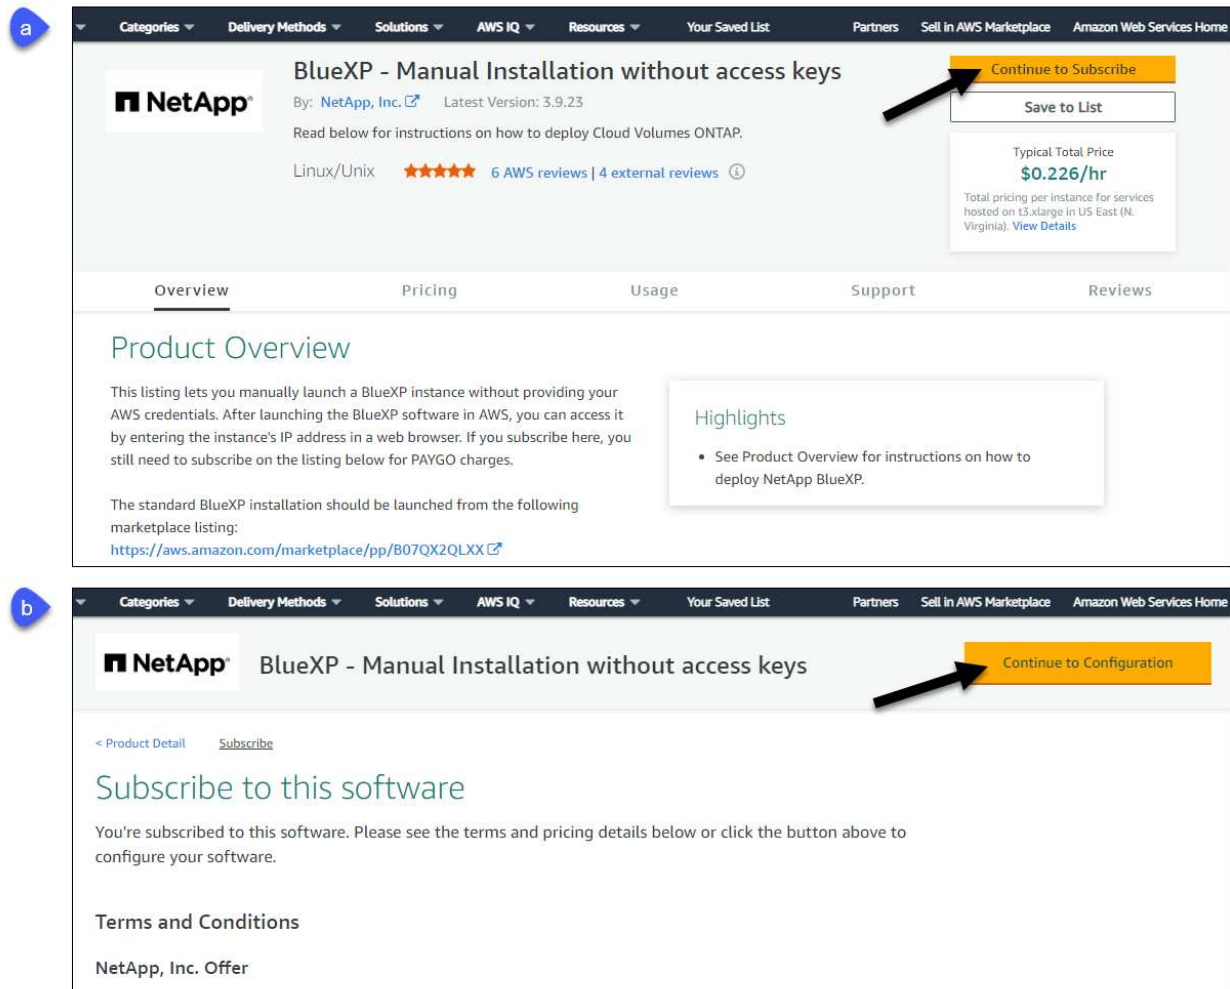 a
Categories Delivery Methods Solutions AWS IQ Resources Your Saved List Partners Sell in AWS Marketplace Amazon Web Services Home
NetApp
BlueXP - Manual Installation without access keys
By: NetApp, Inc. Latest Version: 3.9.23
Read below for instructions on how to deploy Cloud Volumes ONTAP.
Linux/Unix 6 AWS reviews | 4 external reviews
Continue to Subscribe
Save to List
Typical Total Price
$0.226/hr
Total pricing per instance for services
hosted on t3.xlarge in US East (N.
Virginia). View Details
Overview Pricing Usage Support Reviews
Product Overview
This listing lets you manually launch a BlueXP instance without providing your
AWS credentials. After launching the BlueXP software in AWS, you can access it
by entering the instance's IP address in a web browser. If you subscribe here, you
still need to subscribe on the listing below for PAYGO charges.
The standard BlueXP installation should be launched from the following
marketplace listing:
https://aws.amazon.com/marketplace/pp/B07QX2QLXX
Highlights
• See Product Overview for instructions on how to
deploy NetApp BlueXP.
b
Categories Delivery Methods Solutions AWS IQ Resources Your Saved List Partners Sell in AWS Marketplace Amazon Web Services Home
NetApp
BlueXP - Manual Installation without access keys
Continue to Configuration
< Product Detail Subscribe
Subscribe to this software
You're subscribed to this software. Please see the terms and pricing details below or click the button above to
configure your software.
Terms and Conditions
NetApp, Inc. Offer